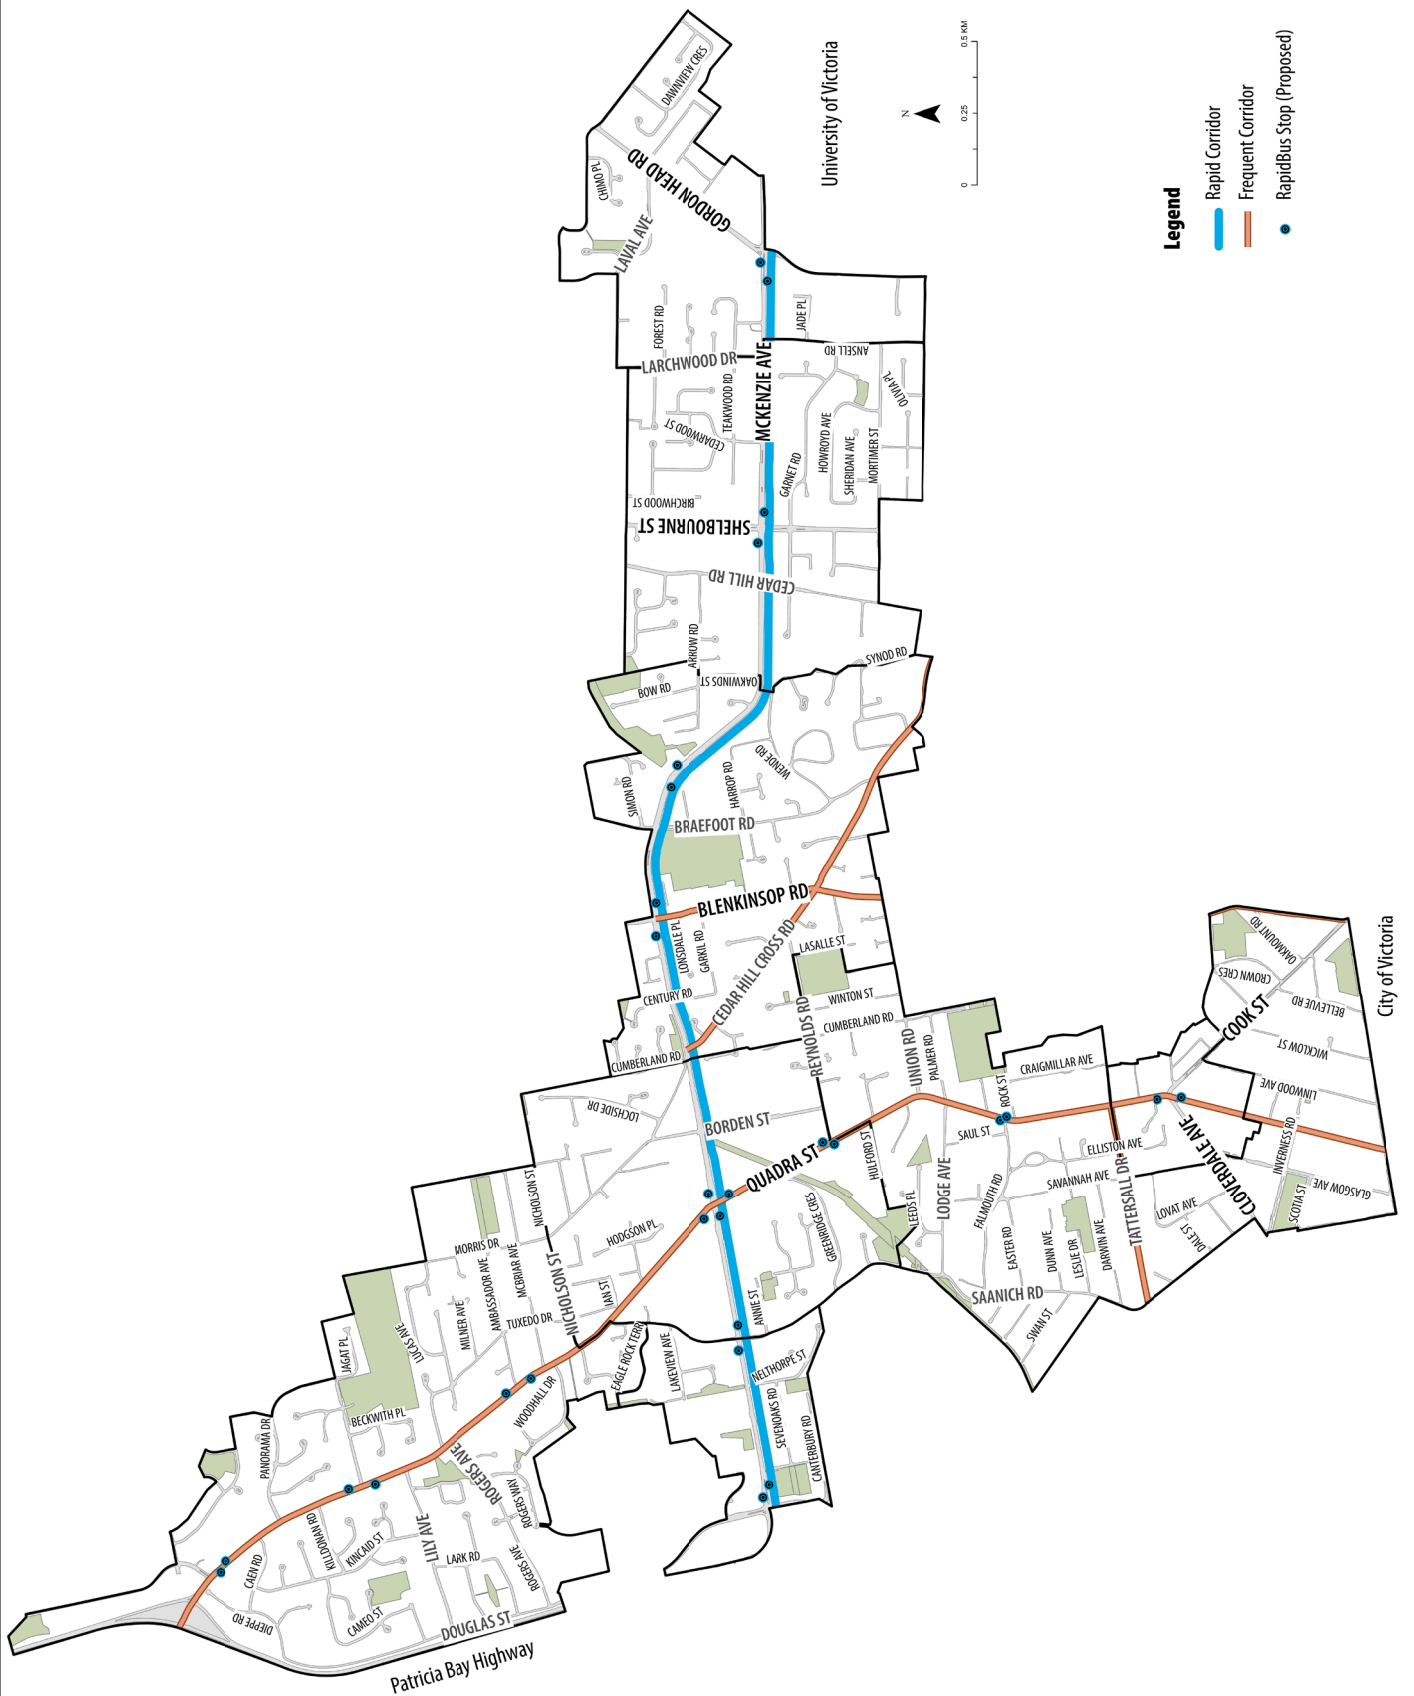 DAWNVIEW CRES
CHIMO PL
GORDON HEAD RD
LAVAL AVE
University of Victoria
N
0
0.25
0.5 KM
Legend
Rapid Corridor
Frequent Corridor
RapidBus Stop (Proposed)
FOREST RD
JADE PL
LARCHWOOD DR
MCKENZIE AVE
ANSELL RD
TEAKWOOD RD
OLIVIA PL
CEDARWOOD ST
HOWROYD AVE
SHERIDAN AVE
MORTIMER ST
GARNET RD
BIRCHWOOD ST
SHELBOURNE ST
CEDAR HILL RD
ARROW RD
SYNOD RD
OAKWINDS ST
BOW RD
WENDE RD
HARROP RD
SIMON RD
BRAEFOOT RD
BLENKINSOP RD
LONSDALE PL
GARKIL RD
CEDAR HILL CROSS RD
LASALLE ST
CENTURY RD
WINTON ST
REYNOLDS RD
CUMBERLAND RD
CUMBERLAND RD
UNION RD
PALMER RD
CRAIGMILLAR AVE
ROCK ST
OAKMOUNT RD
CROWN CRES
BELLEVUE RD
COOK ST
WICKLOW ST
LINWOOD AVE
City of Victoria
LOCHSIDE DR
BORDEN ST
QUADRA ST
HULFORD ST
SAUL ST
ELLISTON AVE
CLOVERDALE AVE
INVERNESS RD
GLASGOW AVE
SCOTIA ST
NICHOLSON ST
LEEDS PL
LODGE AVE
FALMOUTH RD
SAVANNAH AVE
TATTERSALL DR
LOVAT AVE
DALE ST
GREENRIDGE CRES
HODGSON PL
MORRIS DR
AMBASSADOR AVE
MCBRIAR AVE
NICHOLSON ST
IAN ST
EASTER RD
DUNN AVE
LESLIE DR
DARWIN AVE
SAANICH RD
SWAN ST
ANNIE ST
TUXEDO DR
MILNER AVE
LUCAS AVE
JAGAT PL
EAGLE ROCK TERR
LAKEVIEW AVE
NELTHORPE ST
WOODHALL DR
BECKWITH PL
SEVENOAKS RD
CANTERBURY RD
PANORAMA DR
ROGERS AVE
ROGERS WAY
KILLDONAN RD
KINCAID ST
LILY AVE
CAEN RD
LARK RD
ROGERS AVE
DIEPPE RD
CAMEO ST
DOUGLAS ST
Patricia Bay Highway